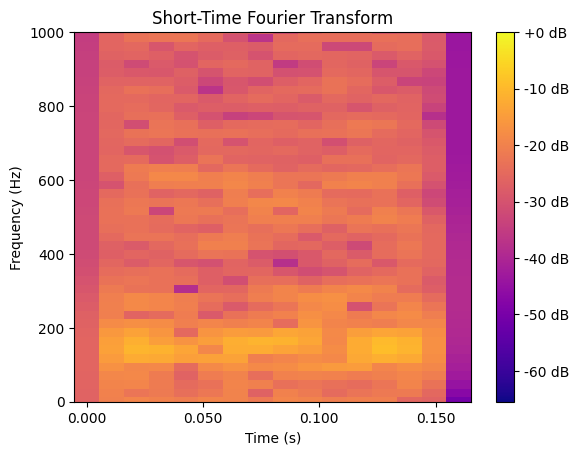 Short-Time Fourier Transform
1000
800
600
400
200
0
Frequency (Hz)
0.000
0.050
0.100
0.150
Time (s)
+0 dB
-10 dB
-20 dB
-30 dB
-40 dB
-50 dB
-60 dB